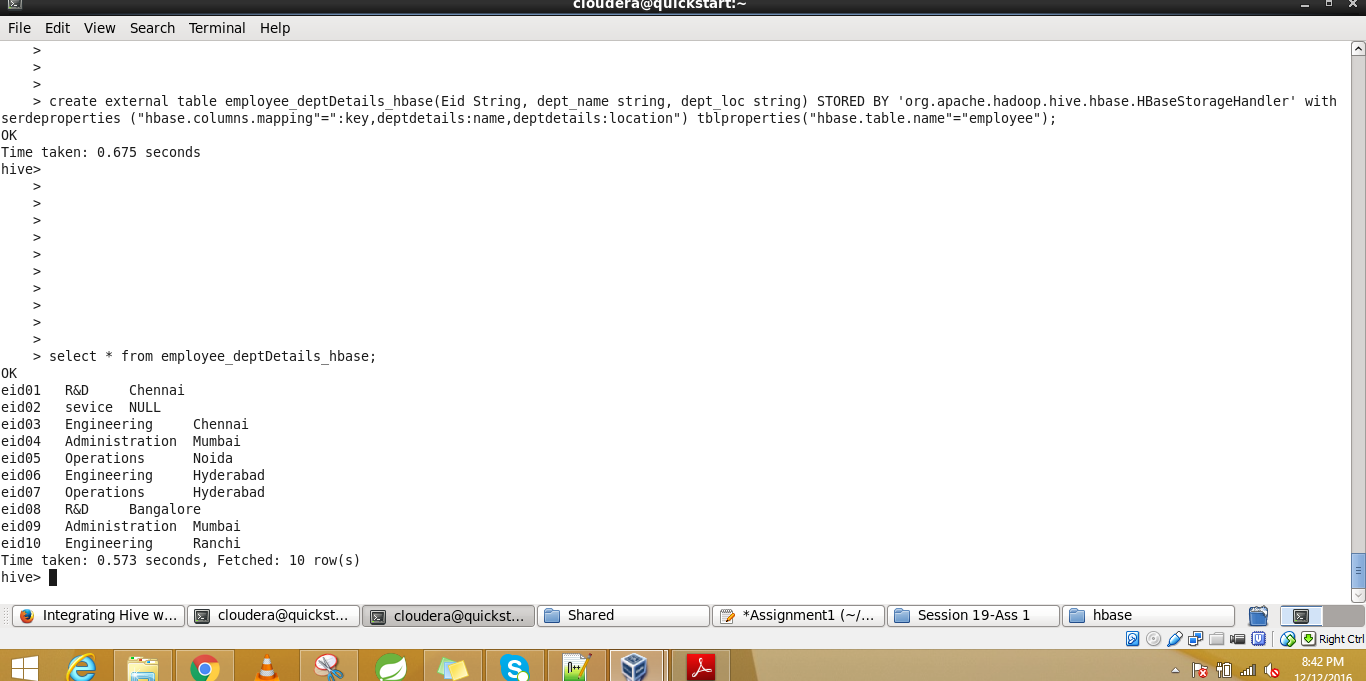 cloudera@quickstart:~
File Edit View Search Terminal Help
>
>
>
> create external table employee_deptDetails_hbase(Eid String, dept_name string, dept_loc string) STORED BY 'org.apache.hadoop.hive.hbase.HBaseStorageHandler' with
serdeproperties ("hbase.columns.mapping"=":key,deptdetails:name,deptdetails:location") tblproperties("hbase.table.name"="employee");
OK
Time taken: 0.675 seconds
hive>
>
>
>
>
>
>
>
>
>
>
> select * from employee_deptDetails_hbase;
OK
eid01 R&D Chennai
eid02 sevice NULL
eid03 Engineering Chennai
eid04 Administration Mumbai
eid05 Operations Noida
eid06 Engineering Hyderabad
eid07 Operations Hyderabad
eid08 R&D Bangalore
eid09 Administration Mumbai
eid10 Engineering Ranchi
Time taken: 0.573 seconds, Fetched: 10 row(s)
hive>
Integrating Hive w... cloudera@quickst... cloudera@quickst... Shared *Assignment1 (~/... Session 19-Ass 1 hbase
Right Ctrl
8:42 PM
12/12/2016